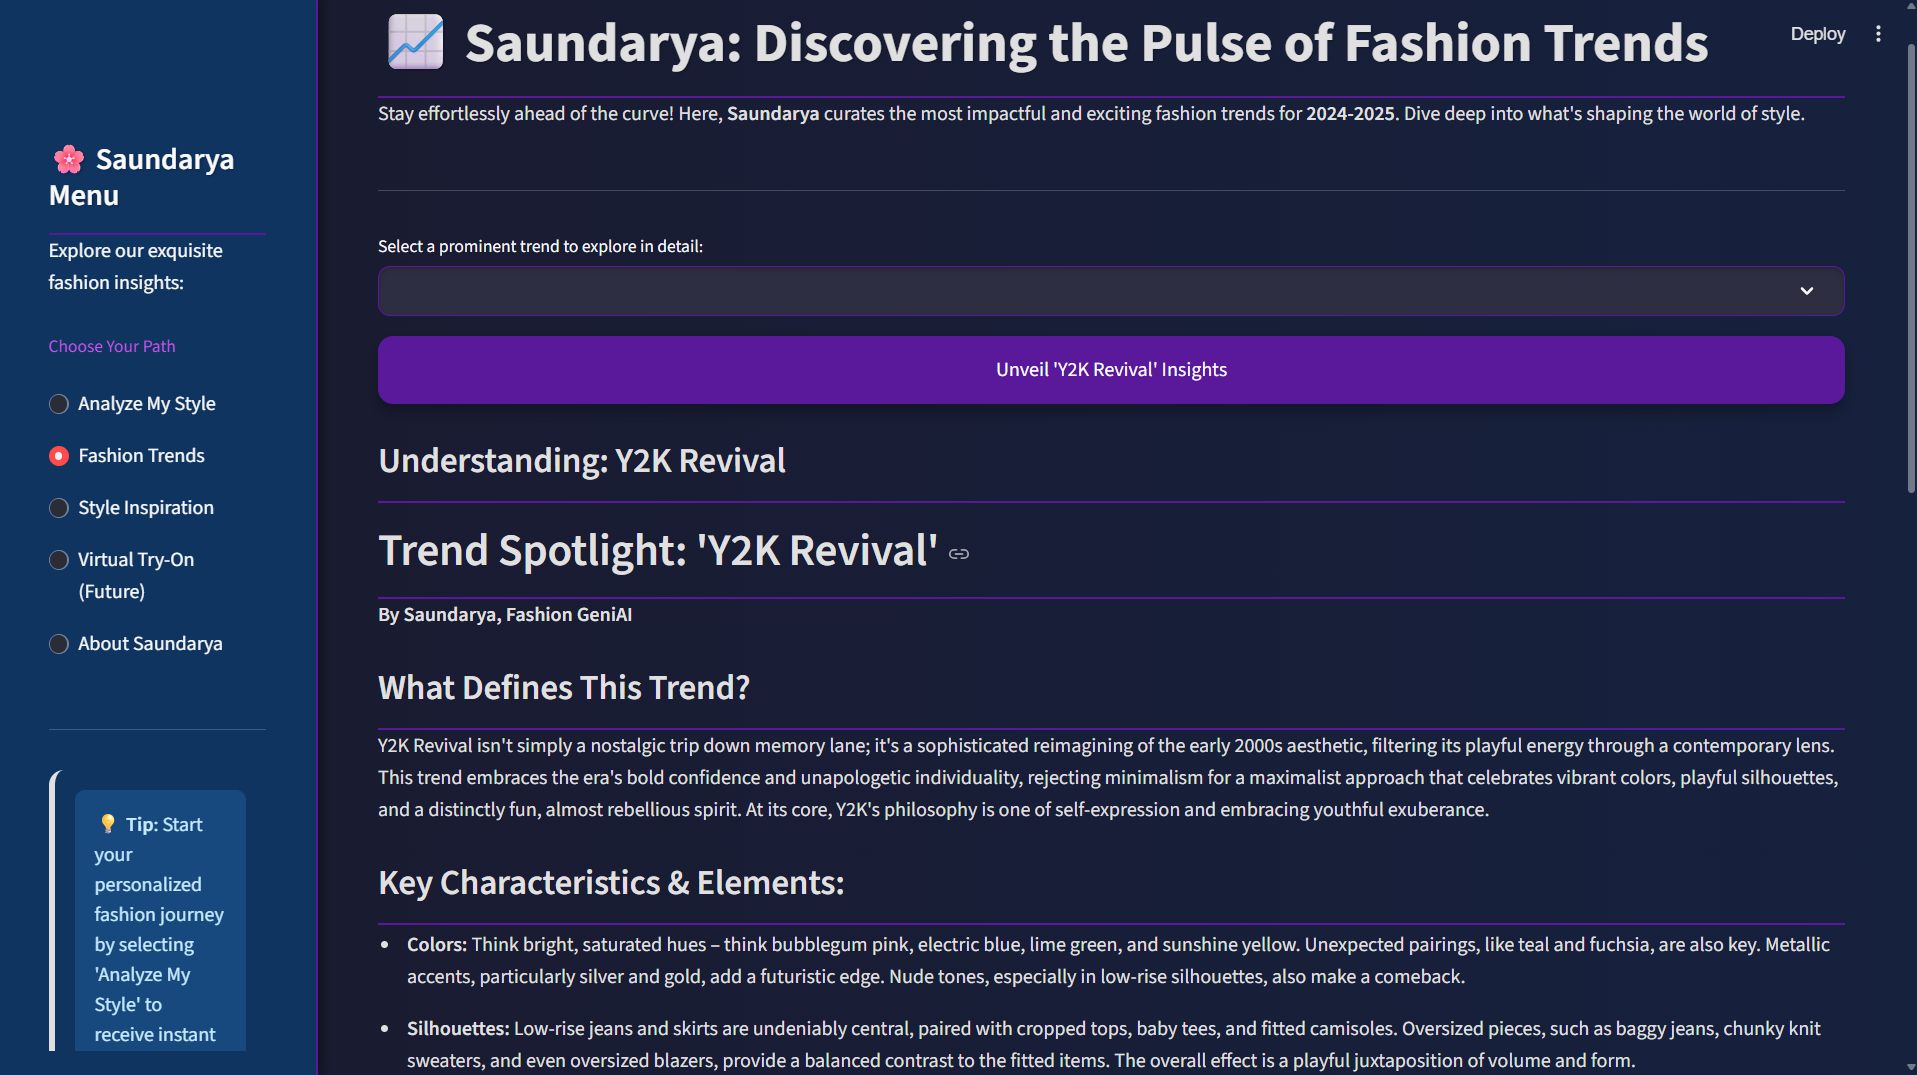 🌸 Saundarya
Menu
Explore our exquisite
fashion insights:
Choose Your Path
Analyze My Style
Fashion Trends
Style Inspiration
Virtual Try-On
(Future)
About Saundarya
💡 Tip: Start
your
personalized
fashion journey
by selecting
'Analyze My
Style' to
receive instant
Deploy
📈 Saundarya: Discovering the Pulse of Fashion Trends
Stay effortlessly ahead of the curve! Here, Saundarya curates the most impactful and exciting fashion trends for 2024-2025. Dive deep into what's shaping the world of style.
Select a prominent trend to explore in detail:
Unveil 'Y2K Revival' Insights
Understanding: Y2K Revival
Trend Spotlight: 'Y2K Revival'
By Saundarya, Fashion GeniAI
What Defines This Trend?
Y2K Revival isn't simply a nostalgic trip down memory lane; it's a sophisticated reimagining of the early 2000s aesthetic, filtering its playful energy through a contemporary lens.
This trend embraces the era's bold confidence and unapologetic individuality, rejecting minimalism for a maximalist approach that celebrates vibrant colors, playful silhouettes,
and a distinctly fun, almost rebellious spirit. At its core, Y2K's philosophy is one of self-expression and embracing youthful exuberance.
Key Characteristics & Elements:
• Colors: Think bright, saturated hues – think bubblegum pink, electric blue, lime green, and sunshine yellow. Unexpected pairings, like teal and fuchsia, are also key. Metallic
accents, particularly silver and gold, add a futuristic edge. Nude tones, especially in low-rise silhouettes, also make a comeback.
• Silhouettes: Low-rise jeans and skirts are undeniably central, paired with cropped tops, baby tees, and fitted camisoles. Oversized pieces, such as baggy jeans, chunky knit
sweaters, and even oversized blazers, provide a balanced contrast to the fitted items. The overall effect is a playful juxtaposition of volume and form.